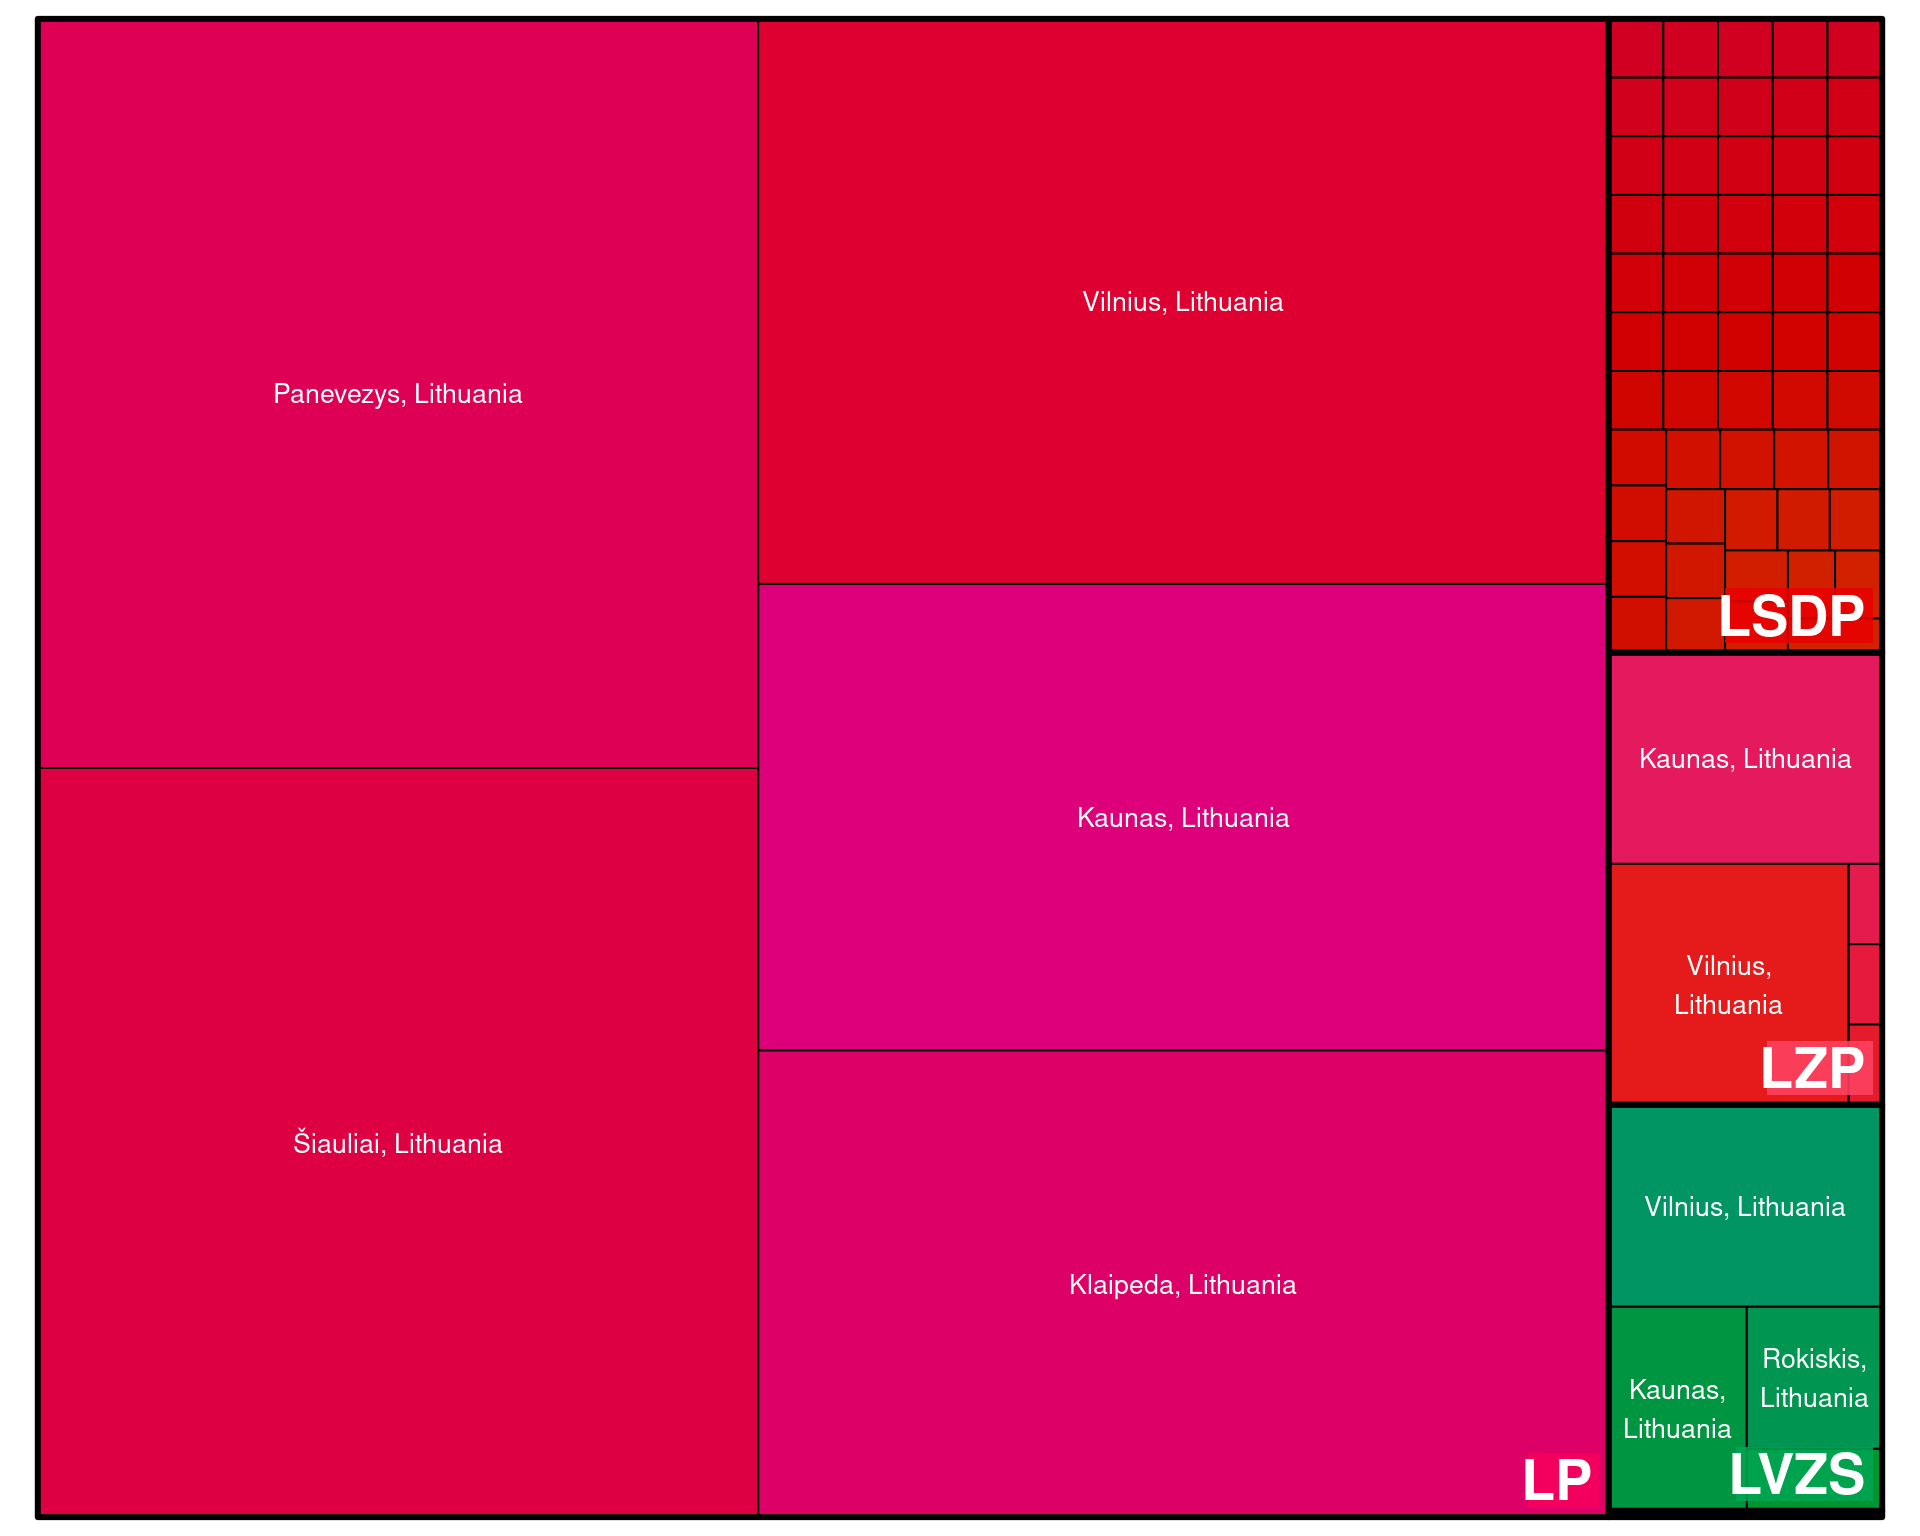 Panevezys, Lithuania
Šiauliai, Lithuania
Vilnius, Lithuania
Kaunas, Lithuania
Klaipeda, Lithuania
LP
LSDP
Kaunas, Lithuania
Vilnius,
Lithuania
LZP
Vilnius, Lithuania
Kaunas,
Lithuania
Rokiskis,
Lithuania
LVZS